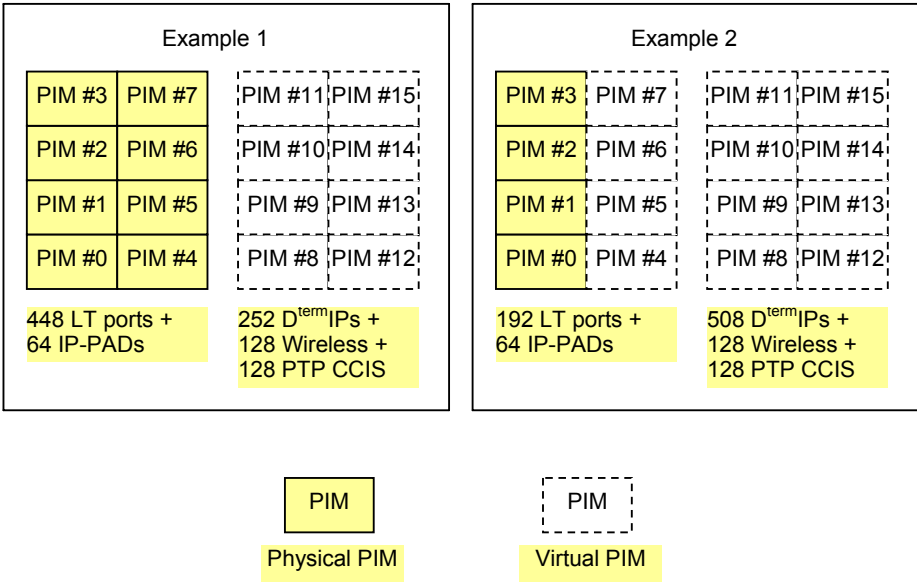 Example 1
PIM #3 PIM #7 PIM #11 PIM #15
PIM #2 PIM #6 PIM #10 PIM #14
PIM #1 PIM #5 PIM #9 PIM #13
PIM #0 PIM #4 PIM #8 PIM #12
448 LT ports +
64 IP-PADs
252 DtermIPs +
128 Wireless +
128 PTP CCIS
Example 2
PIM #3 PIM #7 PIM #11 PIM #15
PIM #2 PIM #6 PIM #10 PIM #14
PIM #1 PIM #5 PIM #9 PIM #13
PIM #0 PIM #4 PIM #8 PIM #12
192 LT ports +
64 IP-PADs
508 DtermIPs +
128 Wireless +
128 PTP CCIS
PIM
Physical PIM
PIM
Virtual PIM